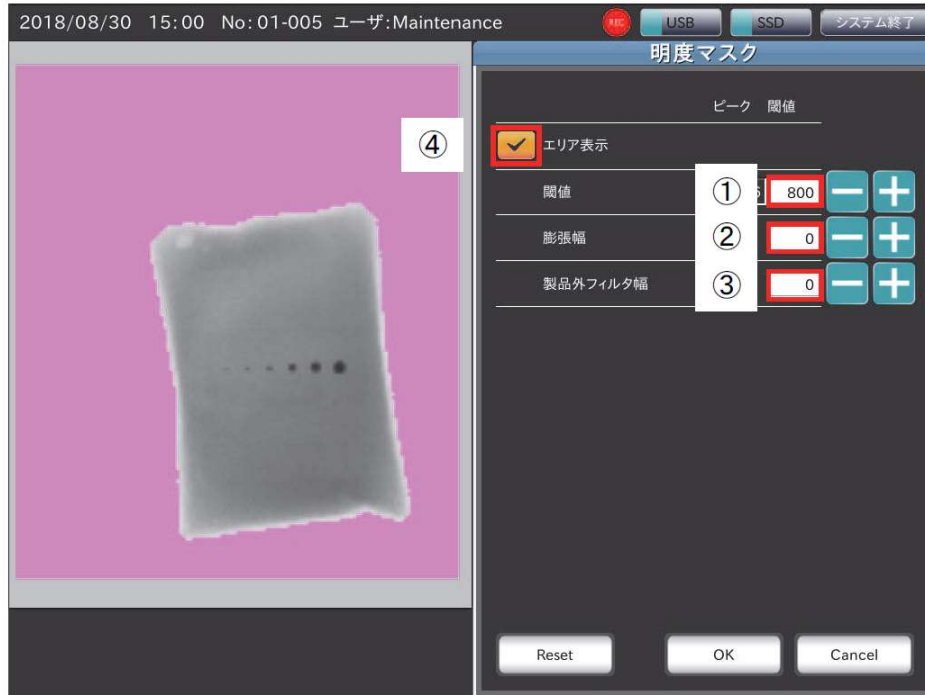 2018/08/30 15:00 No:01-005 ユーザ:Maintenance REC USB SSD システム終了
明度マスク
ピーク 閾値
④
エリア表示
閾値 ① 800
膨張幅 ② 0
製品外フィルタ幅 ③ 0
Reset OK Cancel